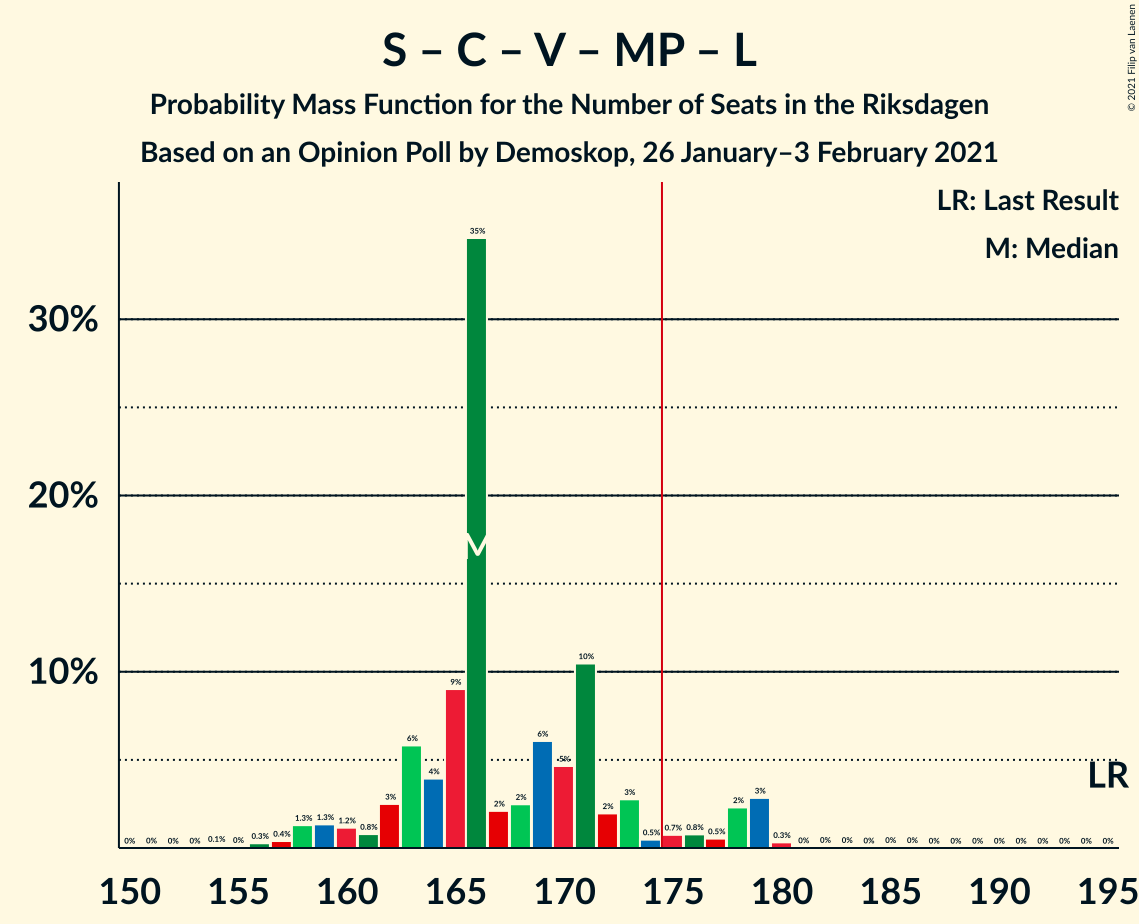 S – C – V – MP – L
Probability Mass Function for the Number of Seats in the Riksdagen
Based on an Opinion Poll by Demoskop, 26 January–3 February 2021
© 2021 Filip van Laenen
LR: Last Result
M: Median
35%
30%
20%
M
10%
10%
9%
6%
6%
5%
4%
3%
3%
3%
2%
2%
2%
2%
LR
0% 0% 0% 0% 0.1% 0% 0.3% 0.4% 1.3% 1.3% 1.2% 0.8% 0.5% 0.7% 0.8% 0.5% 0.3% 0% 0% 0% 0% 0% 0% 0% 0% 0% 0% 0% 0% 0% 0% 0%
150 155 160 165 170 175 180 185 190 195